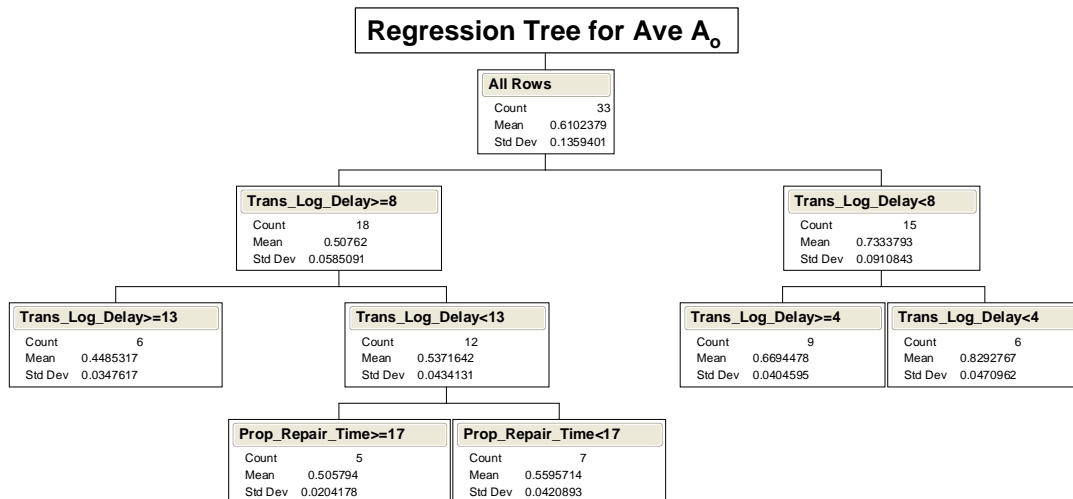 Regression Tree for Ave Ao
All Rows
Count 33
Mean 0.6102379
Std Dev 0.1359401
Trans_Log_Delay>=8
Count 18
Mean 0.50762
Std Dev 0.0585091
Trans_Log_Delay<8
Count 15
Mean 0.7333793
Std Dev 0.0910843
Trans_Log_Delay>=13
Count 6
Mean 0.4485317
Std Dev 0.0347617
Trans_Log_Delay<13
Count 12
Mean 0.5371642
Std Dev 0.0434131
Trans_Log_Delay>=4
Count 9
Mean 0.6694478
Std Dev 0.0404595
Trans_Log_Delay<4
Count 6
Mean 0.8292767
Std Dev 0.0470962
Prop_Repair_Time>=17
Count 5
Mean 0.505794
Std Dev 0.0204178
Prop_Repair_Time<17
Count 7
Mean 0.5595714
Std Dev 0.0420893